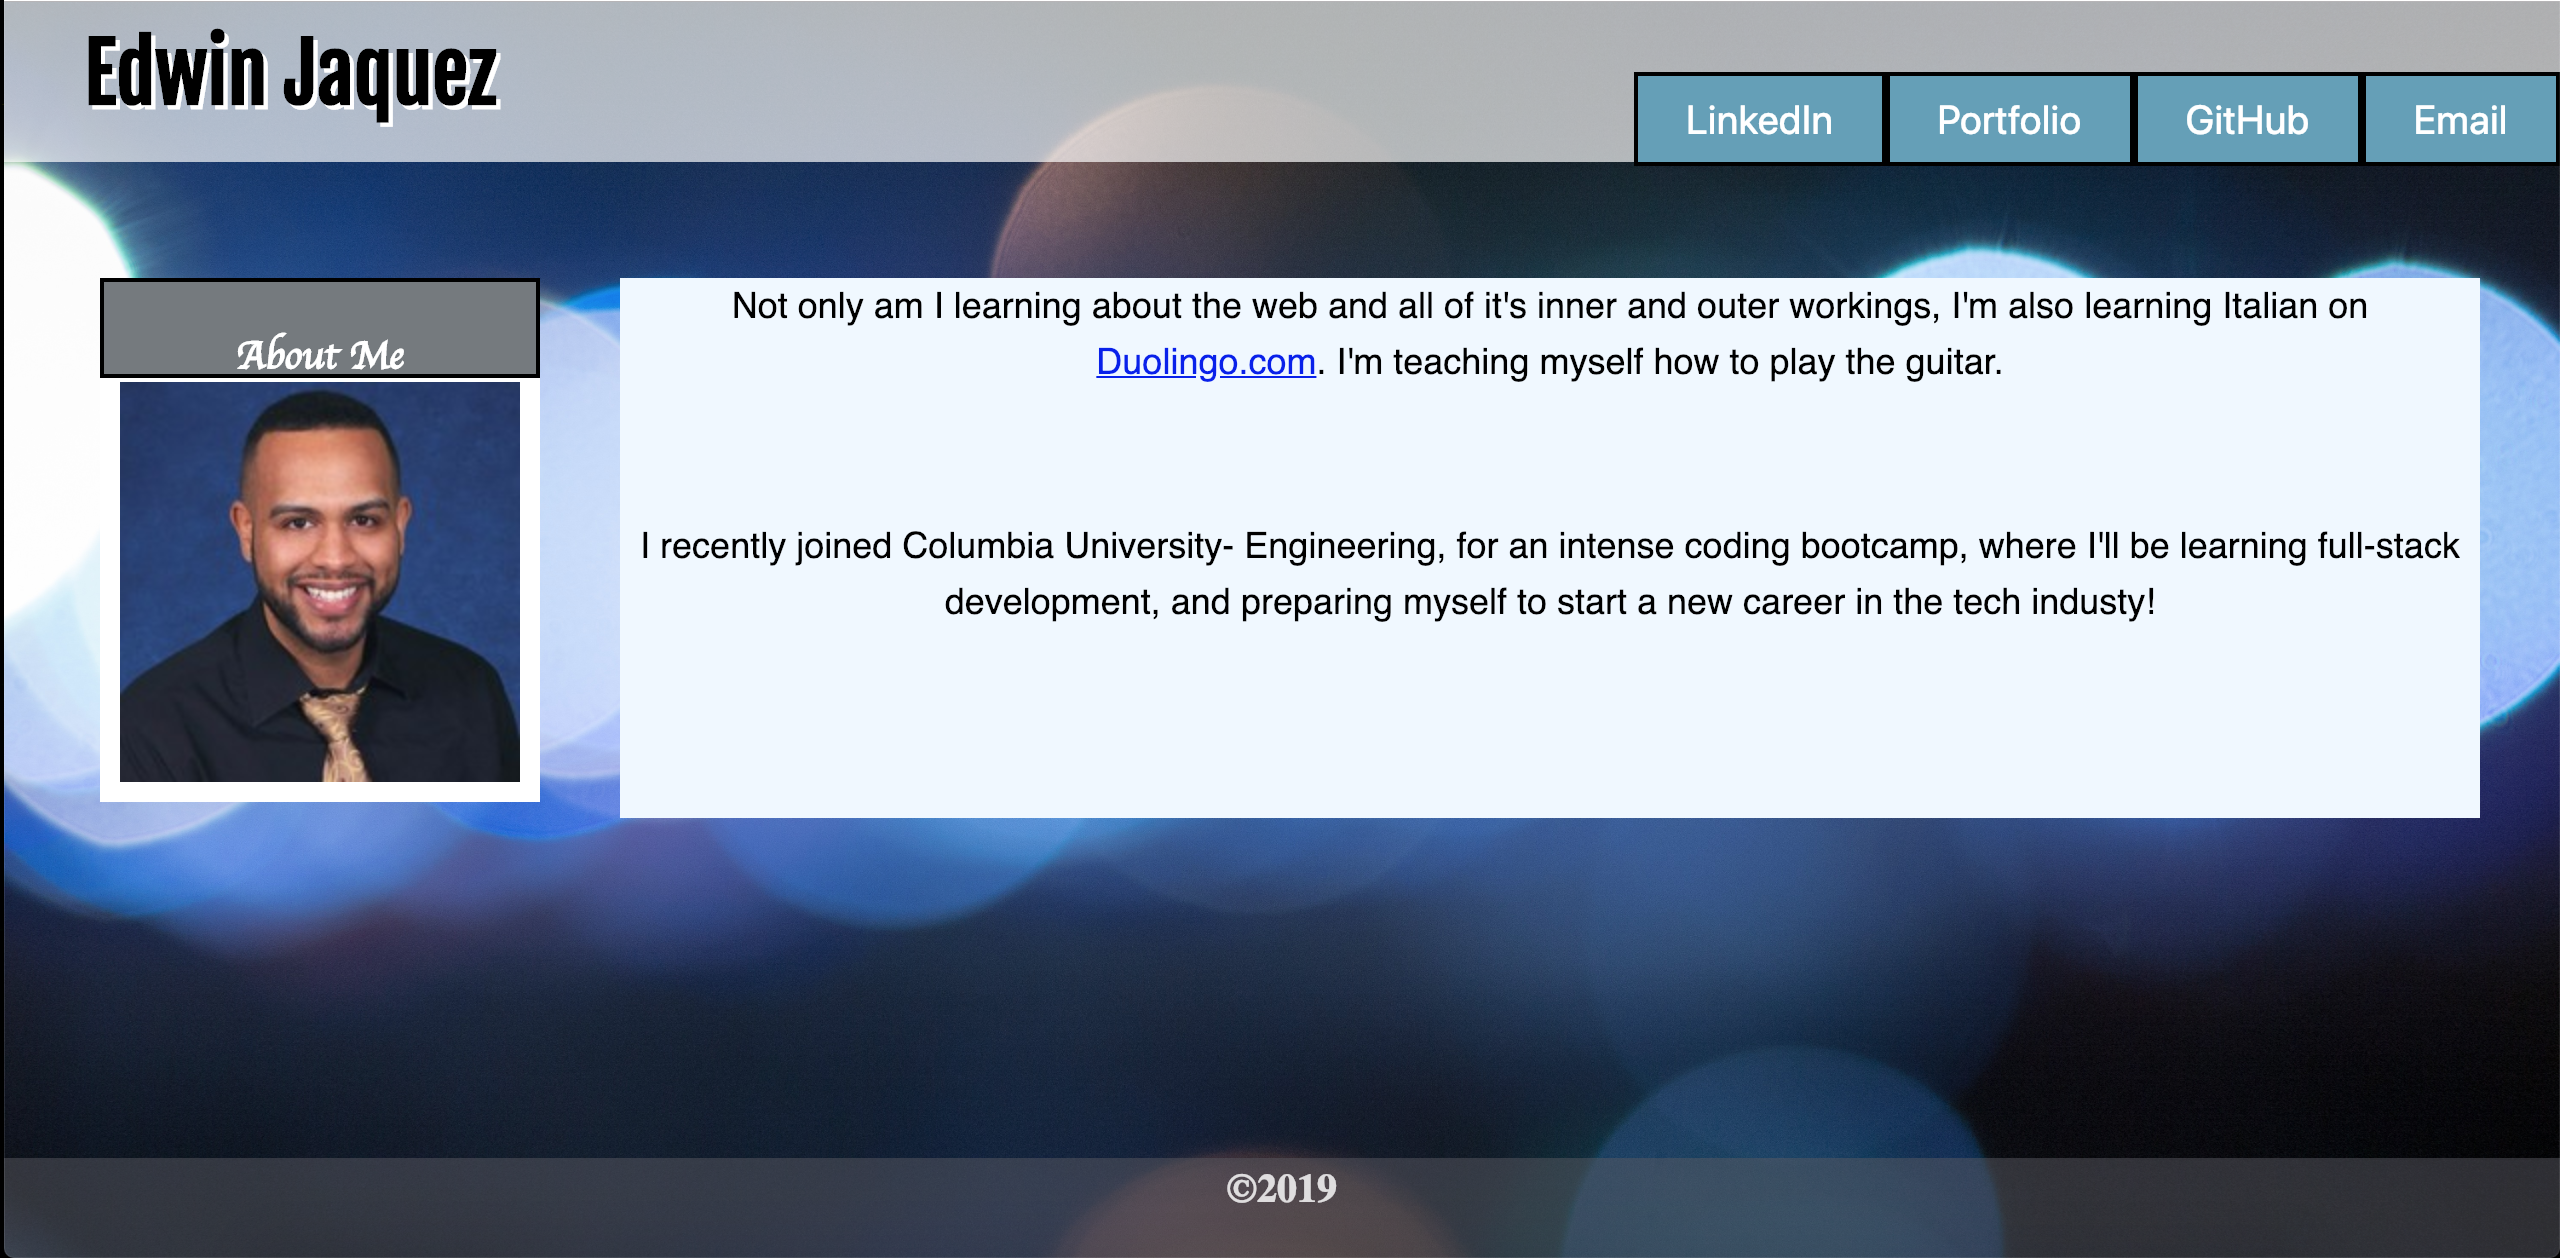 Edwin Jaquez
LinkedIn
Portfolio
GitHub
Email
About Me
Not only am I learning about the web and all of it's inner and outer workings, I'm also learning Italian on
Duolingo.com. I'm teaching myself how to play the guitar.
I recently joined Columbia University- Engineering, for an intense coding bootcamp, where I'll be learning full-stack
development, and preparing myself to start a new career in the tech industy!
©2019